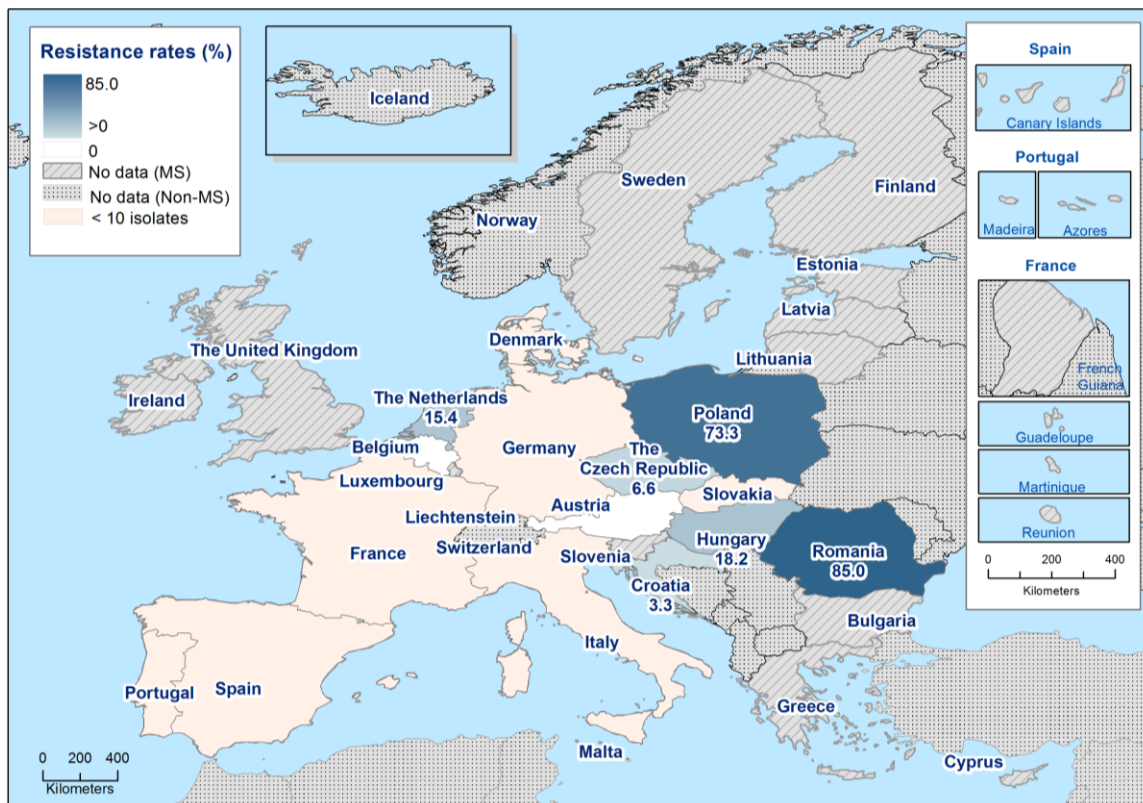 Resistance rates (%)
85.0
>0
0
No data (MS)
No data (Non-MS)
< 10 isolates
Iceland
Spain
Canary Islands
Portugal
Madeira
Azores
France
French
Guiana
Guadeloupe
Martinique
Reunion
0 200 400
Kilometers
Sweden
Finland
Norway
Estonia
Latvia
Lithuania
Denmark
The United Kingdom
Ireland
The Netherlands
15.4
Belgium
Luxembourg
Germany
Poland
73.3
The
Czech Republic
6.6
Slovakia
Austria
Liechtenstein
Switzerland
France
Slovenia
Hungary
18.2
Romania
85.0
Croatia
3.3
Bulgaria
Italy
Portugal
Spain
Greece
Malta
Cyprus
0 200 400
Kilometers